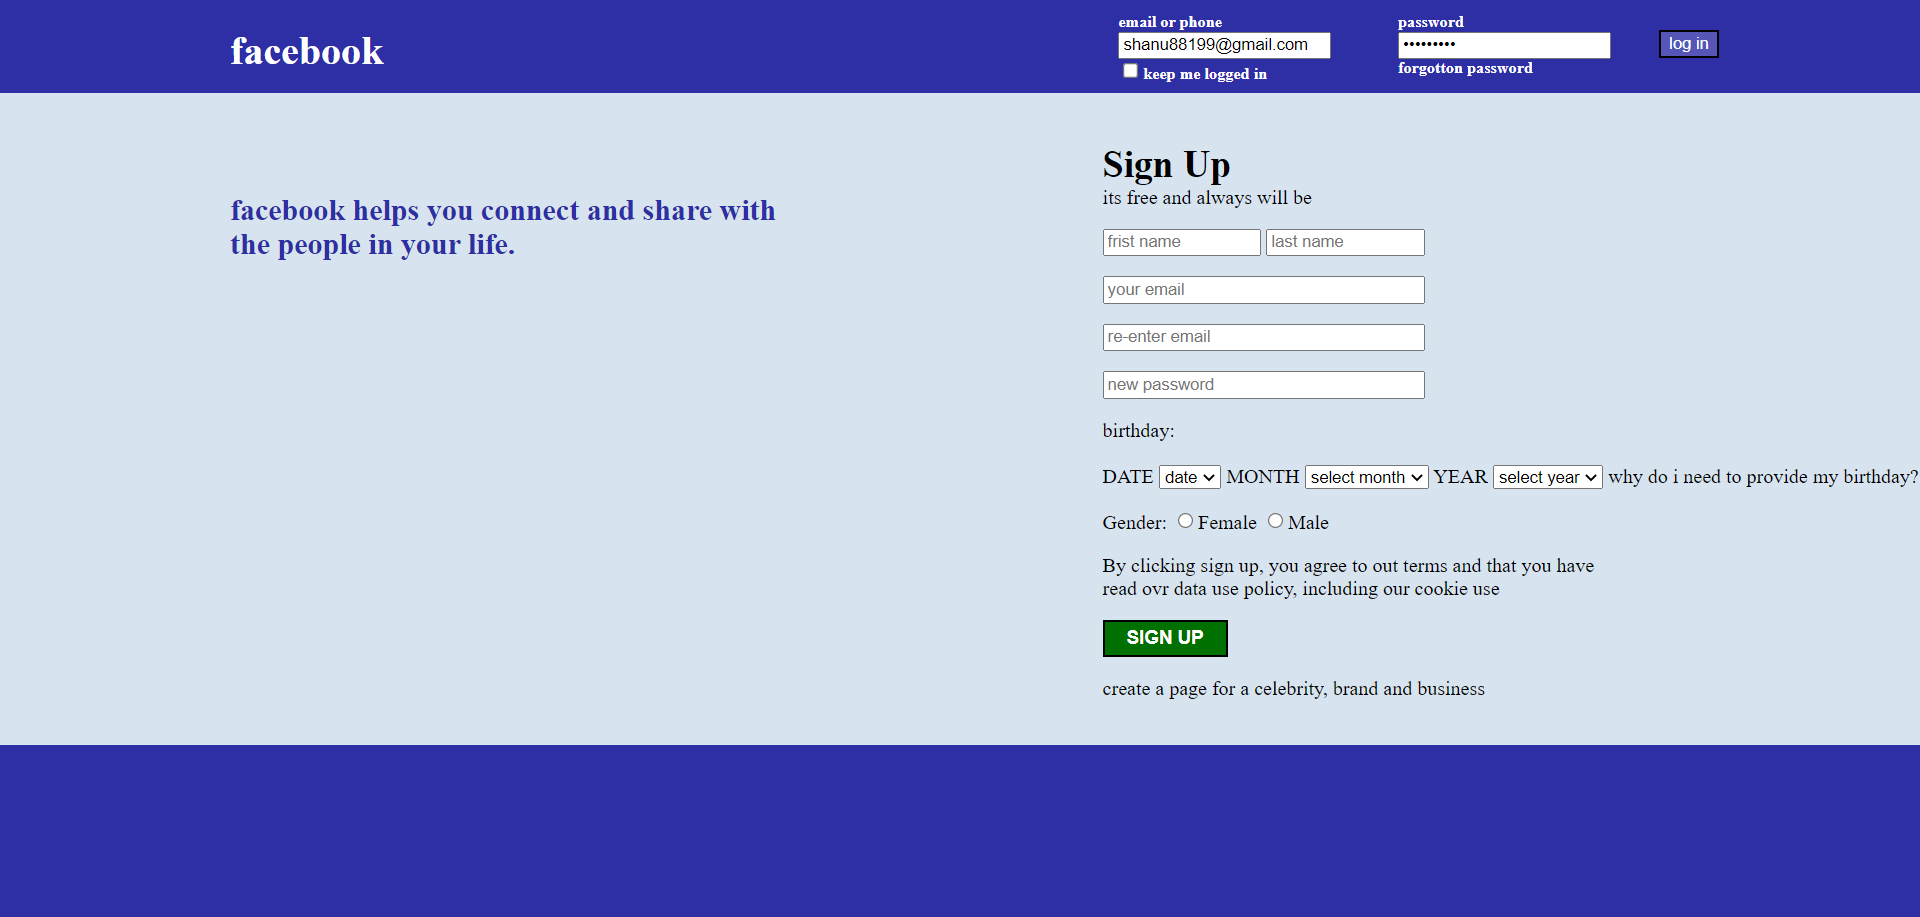 facebook
email or phone
shanu88199@gmail.com
keep me logged in
password
•••••••••
forgotton password
log in
facebook helps you connect and share with
the people in your life.
Sign Up
its free and always will be
frist name last name
your email
re-enter email
new password
birthday:
DATE date MONTH select month YEAR select year why do i need to provide my birthday?
Gender: Female Male
By clicking sign up, you agree to out terms and that you have
read ovr data use policy, including our cookie use
SIGN UP
create a page for a celebrity, brand and business